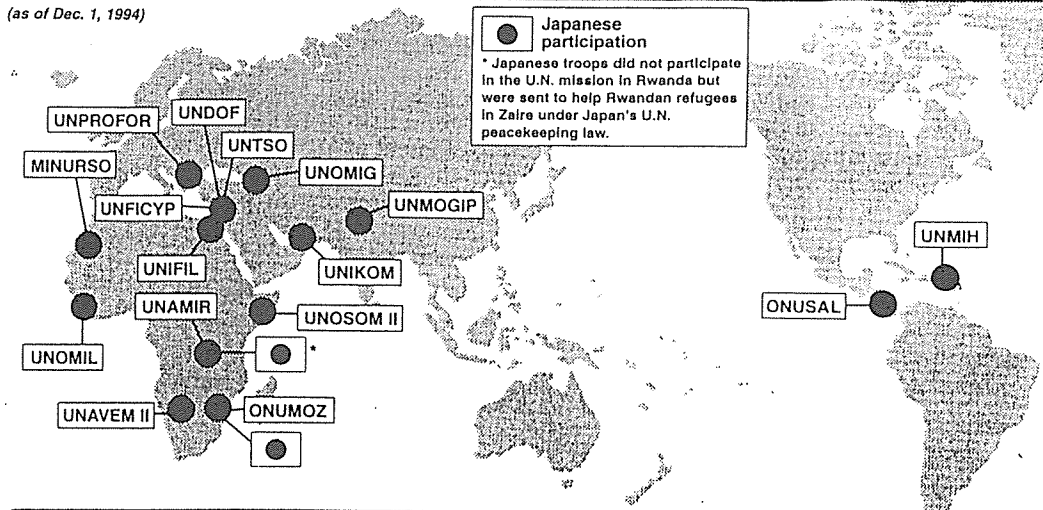 (as of Dec. 1, 1994)
Japanese
participation
* Japanese troops did not participate
in the U.N. mission in Rwanda but
were sent to help Rwandan refugees
in Zaire under Japan's U.N.
peacekeeping law.
UNPROFOR
UNDOF
UNTSO
MINURSO
UNOMIG
UNFICYP
UNMOGIP
UNMIH
UNIFIL
UNIKOM
UNAMIR
UNOSOM II
ONUSAL
UNOMIL
*
UNAVEM II
ONUMOZ